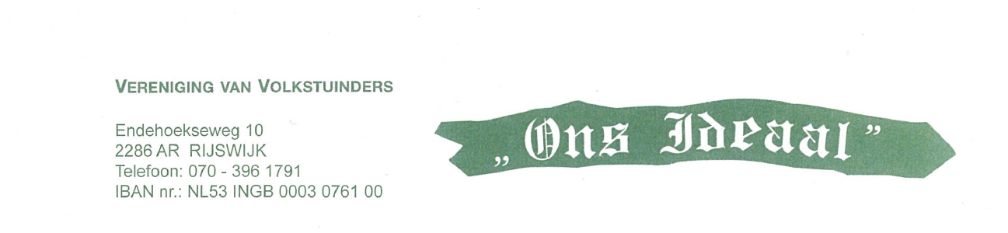 VERENIGING VAN VOLKSTUINDERS
Endehoekseweg 10
2286 AR RIJSWIJK
Telefoon: 070 - 396 1791
IBAN nr.: NL53 INGB 0003 0761 00
„Ons Ideaal”